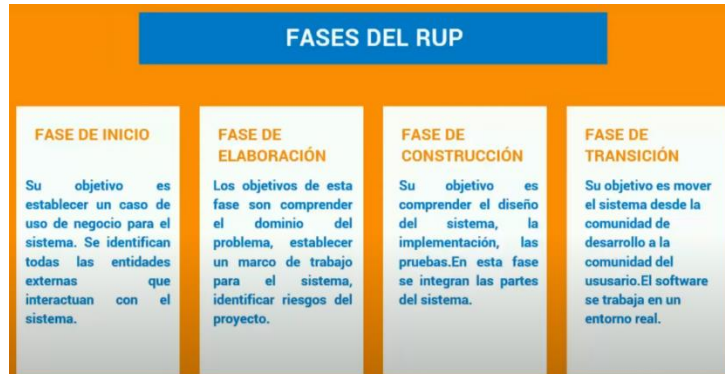 FASES DEL RUP
FASE DE INICIO
Su objetivo es
establecer un caso de
uso de negocio para el
sistema. Se identifican
todas las entidades
externas que
interactuan con el
sistema.
FASE DE
ELABORACIÓN
Los objetivos de esta
fase son comprender
el dominio del
problema, establecer
un marco de trabajo
para el sistema,
identificar riesgos del
proyecto.
FASE DE
CONSTRUCCIÓN
Su objetivo es
comprender el diseño
del sistema, la
implementación, las
pruebas.En esta fase
se integran las partes
del sistema.
FASE DE
TRANSICIÓN
Su objetivo es mover
el sistema desde la
comunidad de
desarrollo a la
comunidad del
ususario.El software
se trabaja en un
entorno real.